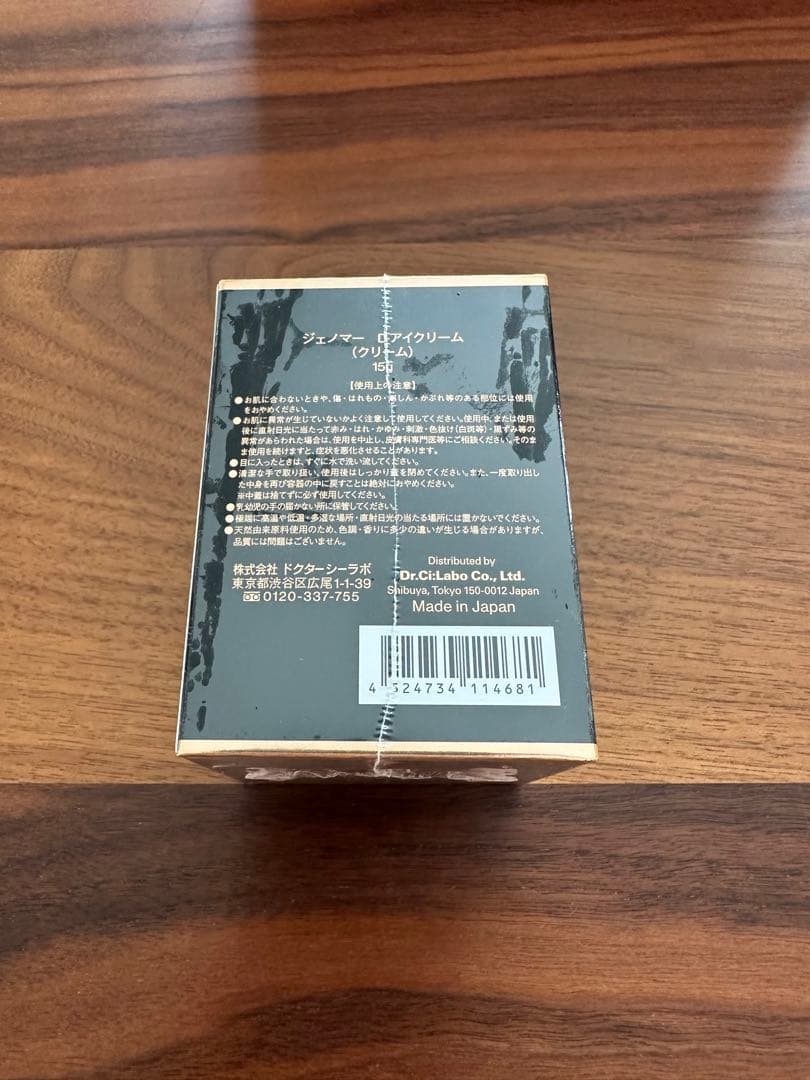 ジェノマー D.アイクリーム
(クリーム)
15g
【使用上の注意】
●お肌に合わないときや、傷・はれもの・湿しん・かぶれ等のある部位には使用
をおやめください。
●お肌に異常が生じていないかよく注意して使用してください。使用中、または使用
後に直射日光に当たって赤み・はれ・かゆみ・刺激・色抜け(白斑等)・黒ずみ等の
異常があらわれた場合は、使用を中止し、皮膚科専門医等にご相談ください。そのま
ま使用を続けますと、症状を悪化させることがあります。
●目に入ったときは、すぐに水で洗い流してください。
●清潔な手で取り扱い、使用後はしっかり蓋を閉めてください。また、一度取り出し
た中身を再び容器の中に戻すことは絶対におやめください。
※中蓋は捨てずに必ず使用してください。
●乳幼児の手の届かない所に保管してください。
●極端に高温や低温・多湿な場所・直射日光の当たる場所には置かないでください。
●天然由来原料使用のため、色調・香りに多少の違いが生じる場合がありますが、
品質には問題はございません。
株式会社 ドクターシーラボ
東京都渋谷区広尾1-1-39
0120-337-755
Distributed by
Dr.Ci:Labo Co., Ltd.
Shibuya, Tokyo 150-0012 Japan
Made in Japan
4 524734 114681